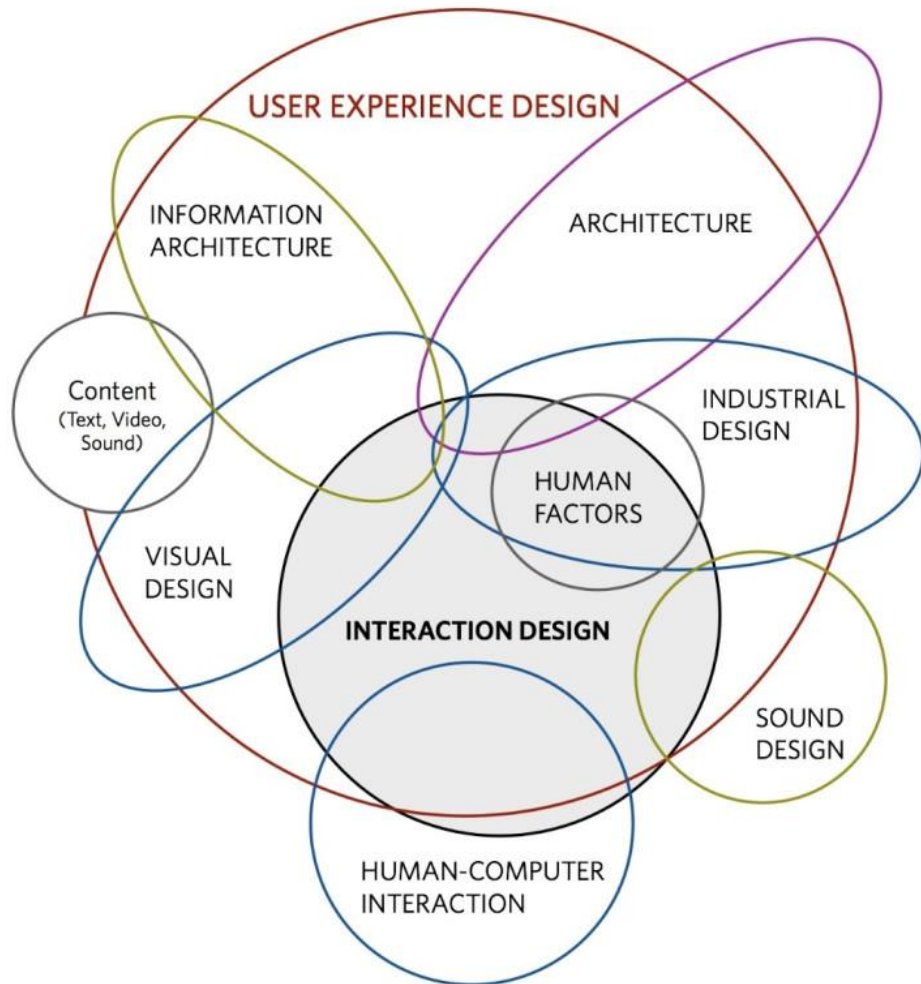 USER EXPERIENCE DESIGN
INFORMATION
ARCHITECTURE
ARCHITECTURE
Content
(Text, Video,
Sound)
INDUSTRIAL
DESIGN
HUMAN
FACTORS
VISUAL
DESIGN
INTERACTION DESIGN
SOUND
DESIGN
HUMAN-COMPUTER
INTERACTION